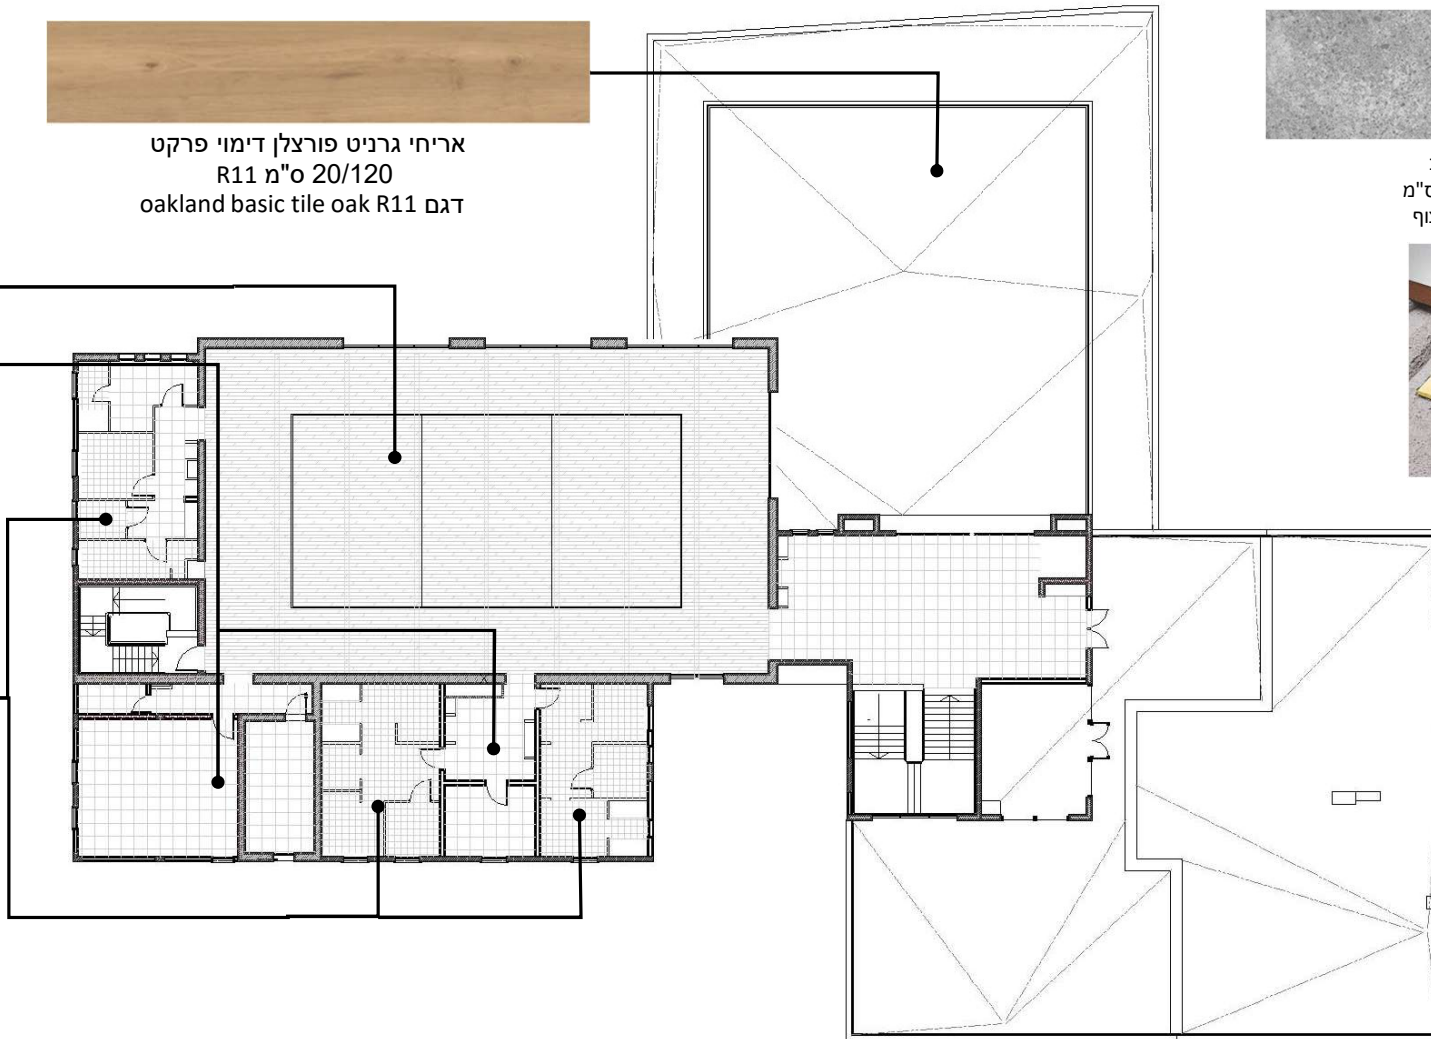 אריחי גרניט פורצלן דימוי פרקט
20/120 ס"מ R11
דגם oakland basic tile oak R11
ס"מ